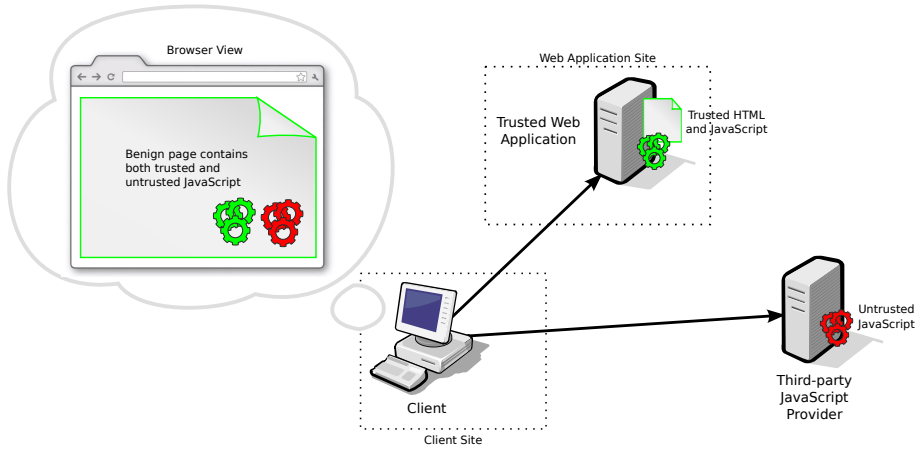 Browser View
Benign page contains
both trusted and
untrusted JavaScript
Web Application Site
Trusted Web
Application
Trusted HTML
and JavaScript
Untrusted
JavaScript
Third-party
JavaScript
Provider
Client
Client Site